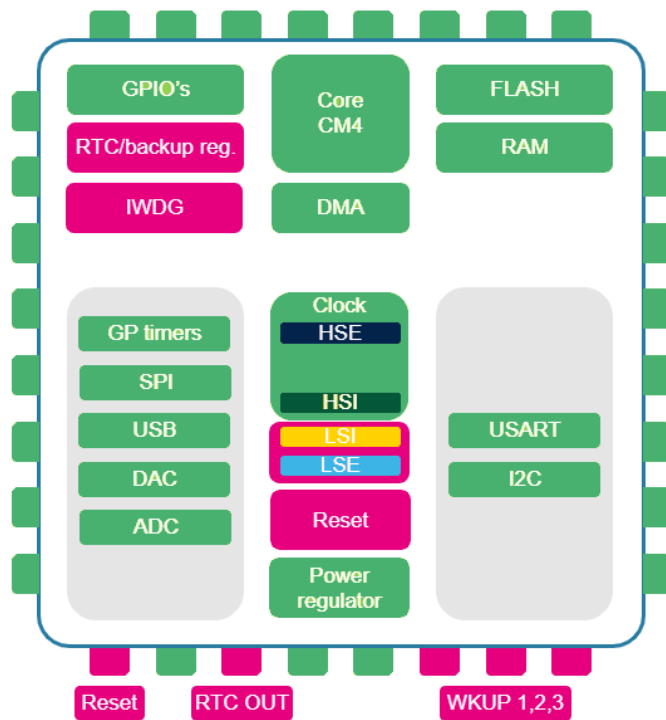 GPIO's
Core
CM4
FLASH
RTC/backup reg.
RAM
IWDG
DMA
Clock
HSE
GP timers
SPI
HSI
USB
LSI
USART
LSE
DAC
I2C
Reset
ADC
Power
regulator
Reset
RTC OUT
WKUP 1,2,3